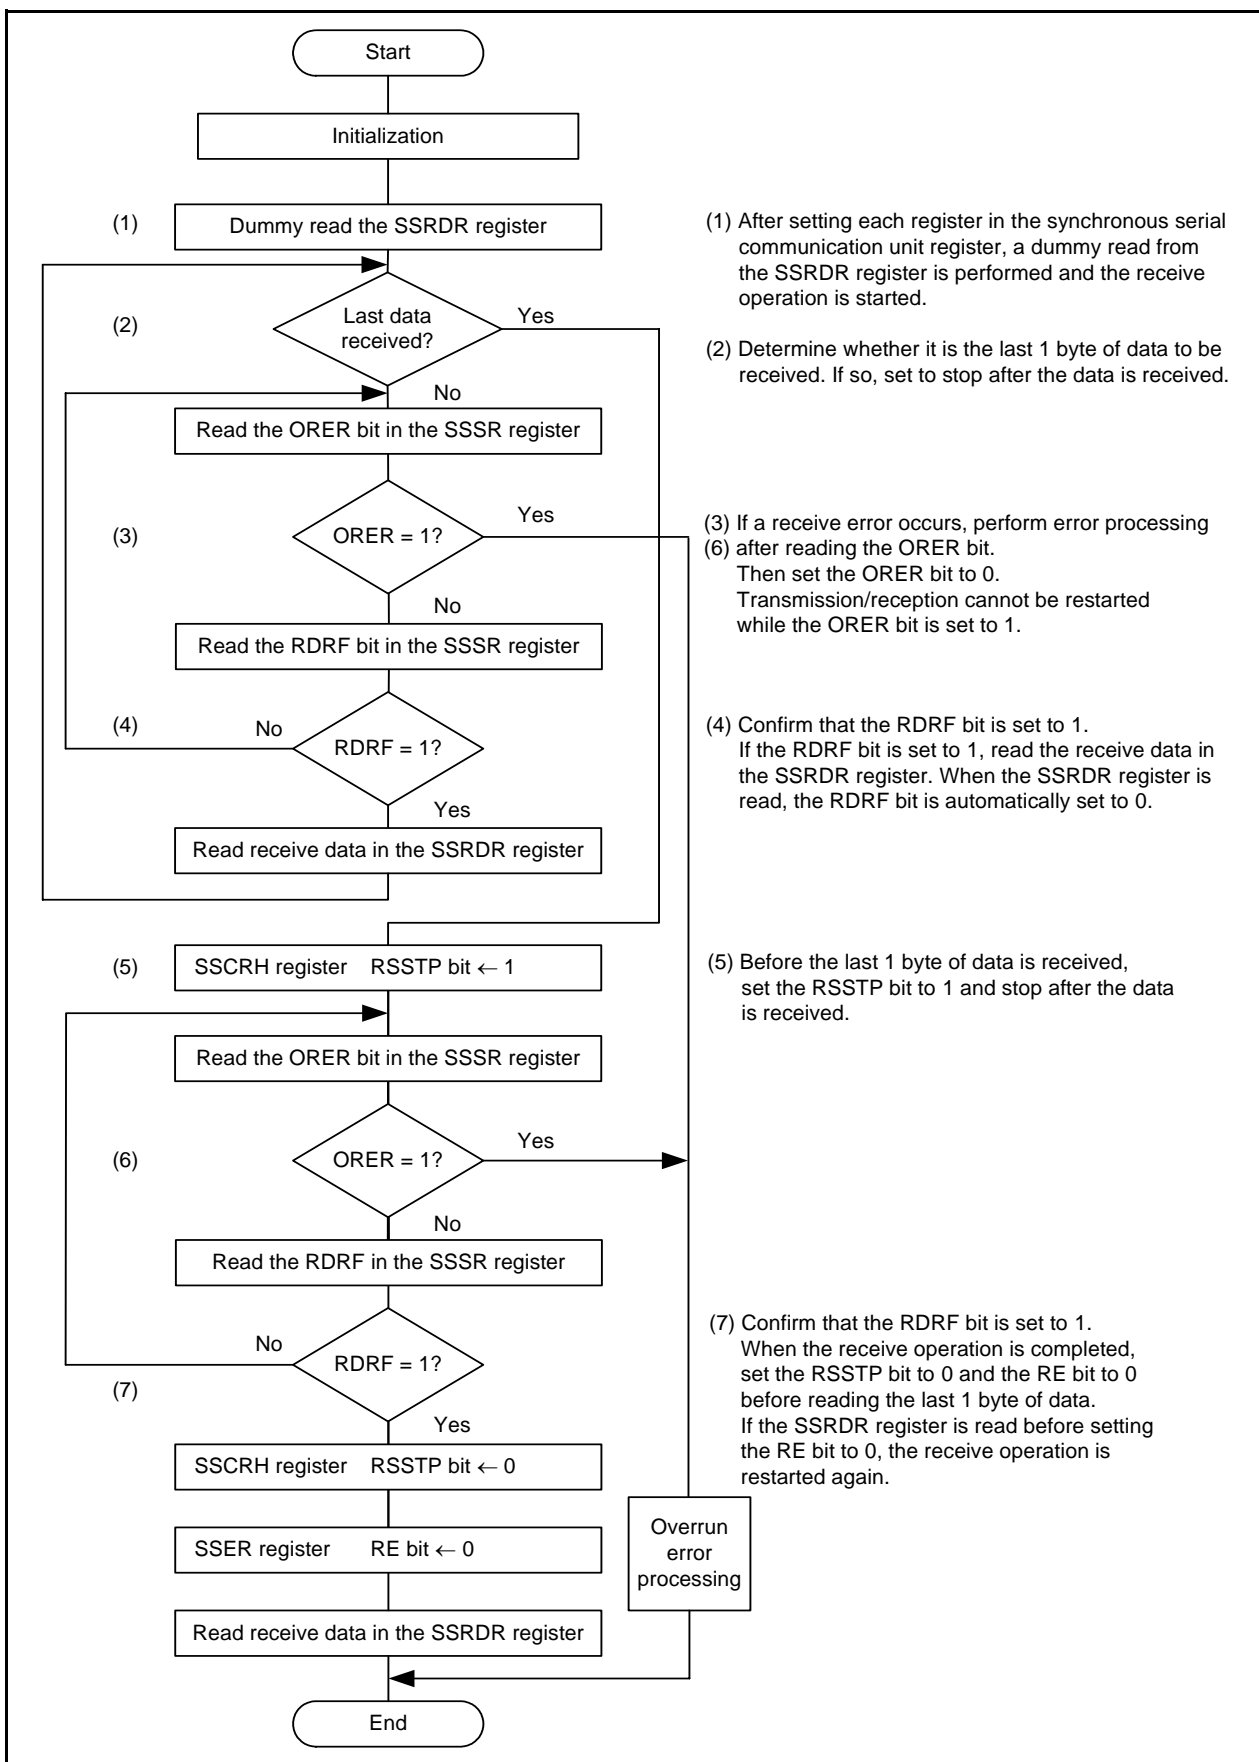 Start
Initialization
(1)
Dummy read the SSRDR register
(1) After setting each register in the synchronous serial
communication unit register, a dummy read from
the SSRDR register is performed and the receive
operation is started.
(2)
Last data
received?
Yes
No
(2) Determine whether it is the last 1 byte of data to be
received. If so, set to stop after the data is received.
Read the ORER bit in the SSSR register
(3)
ORER = 1?
Yes
No
(3) If a receive error occurs, perform error processing
(6) after reading the ORER bit.
Then set the ORER bit to 0.
Transmission/reception cannot be restarted
while the ORER bit is set to 1.
Read the RDRF bit in the SSSR register
(4)
No
RDRF = 1?
Yes
(4) Confirm that the RDRF bit is set to 1.
If the RDRF bit is set to 1, read the receive data in
the SSRDR register. When the SSRDR register is
read, the RDRF bit is automatically set to 0.
Read receive data in the SSRDR register
(5)
SSCRH register RSSTP bit ← 1
(5) Before the last 1 byte of data is received,
set the RSSTP bit to 1 and stop after the data
is received.
Read the ORER bit in the SSSR register
(6)
ORER = 1?
Yes
No
Read the RDRF in the SSSR register
No
RDRF = 1?
(7)
Yes
(7) Confirm that the RDRF bit is set to 1.
When the receive operation is completed,
set the RSSTP bit to 0 and the RE bit to 0
before reading the last 1 byte of data.
If the SSRDR register is read before setting
the RE bit to 0, the receive operation is
restarted again.
SSCRH register RSSTP bit ← 0
SSER register RE bit ← 0
Overrun
error
processing
Read receive data in the SSRDR register
End